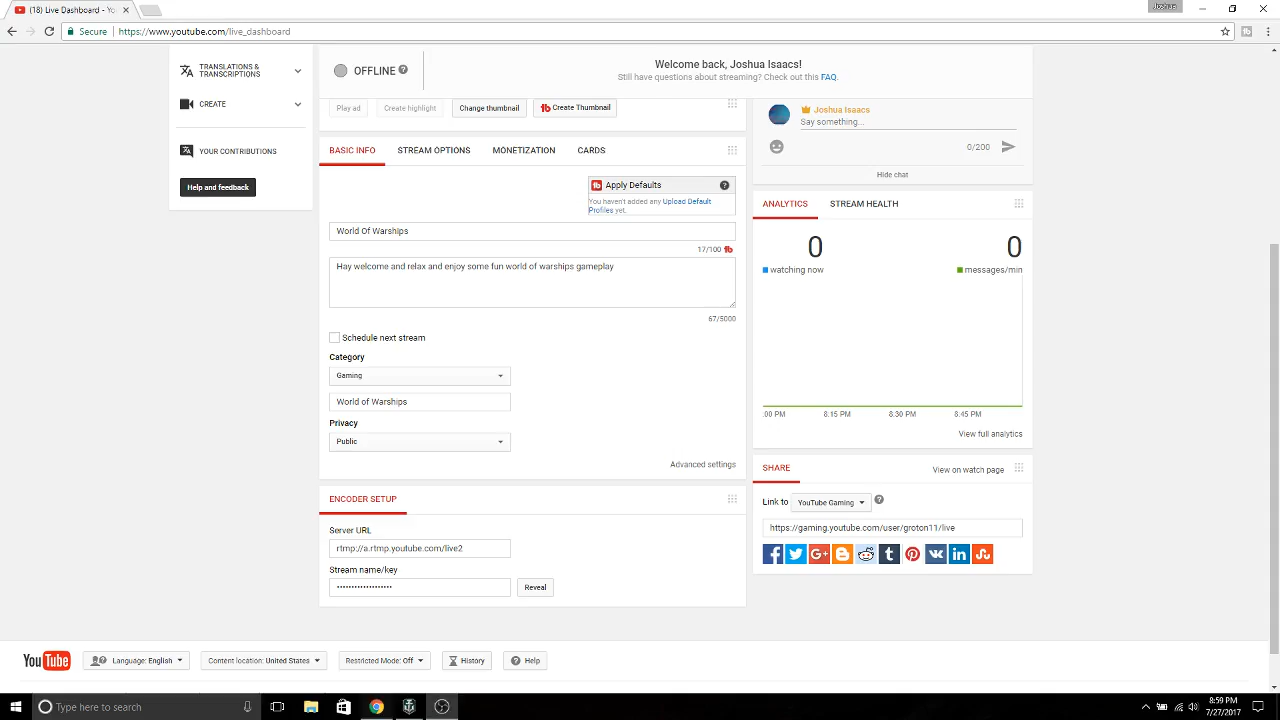 (18) Live Dashboard - Yo
Joshua
Secure
https://www.youtube.com/live_dashboard
TRANSLATIONS & TRANSCRIPTIONS
CREATE
YOUR CONTRIBUTIONS
Help and feedback
OFFLINE
Welcome back, Joshua Isaacs!
Still have questions about streaming? Check out this FAQ.
Play ad
Create highlight
Change thumbnail
Create Thumbnail
BASIC INFO
STREAM OPTIONS
MONETIZATION
CARDS
Apply Defaults
You haven't added any Upload Default
Profiles yet.
World Of Warships
17/100
Hay welcome and relax and enjoy some fun world of warships gameplay
67/5000
Schedule next stream
Category
Gaming
World of Warships
Privacy
Public
Advanced settings
ENCODER SETUP
Server URL
rtmp://a.rtmp.youtube.com/live2
Stream name/key
•••••••••••••••••••
Reveal
Joshua Isaacs
Say something...
0/200
Hide chat
ANALYTICS
STREAM HEALTH
0
0
watching now
messages/min
:00 PM
8:15 PM
8:30 PM
8:45 PM
View full analytics
SHARE
View on watch page
Link to
YouTube Gaming
https://gaming.youtube.com/user/groton11/live
YouTube
Language: English
Content location: United States
Restricted Mode: Off
History
Help
Type here to search
8:59 PM
7/27/2017